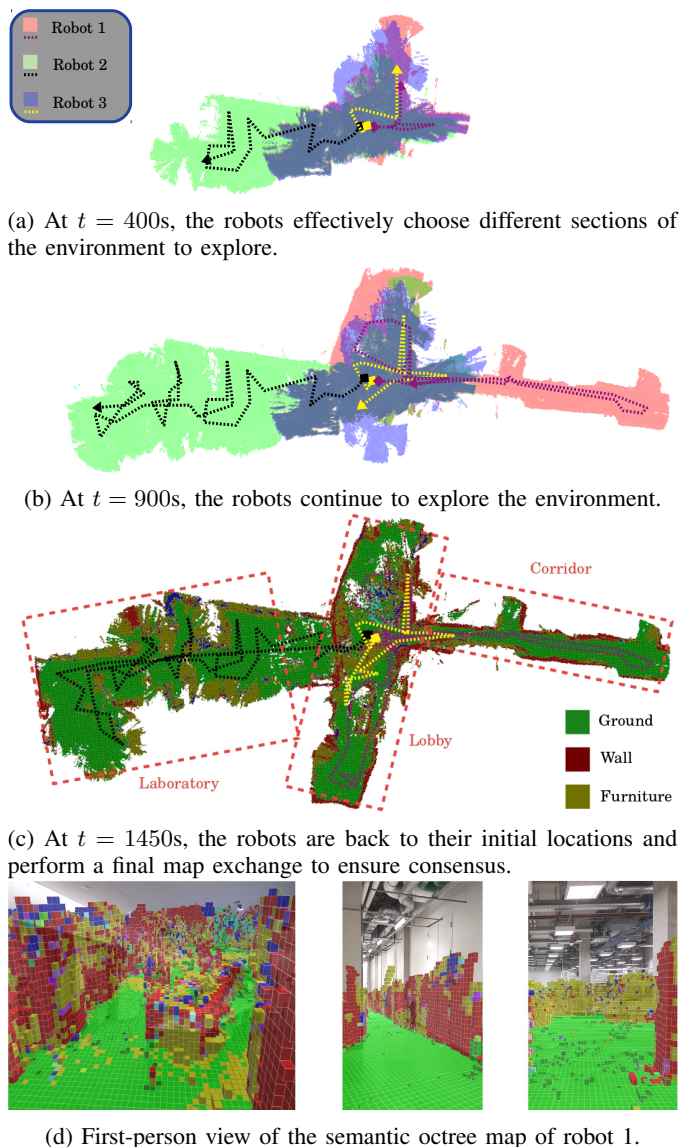 Robot 1
Robot 2
Robot 3
(a) At t = 400s, the robots effectively choose different sections of
the environment to explore.
(b) At t = 900s, the robots continue to explore the environment.
Corridor
Lobby
Laboratory
Ground
Wall
Furniture
(c) At t = 1450s, the robots are back to their initial locations and
perform a final map exchange to ensure consensus.
(d) First-person view of the semantic octree map of robot 1.